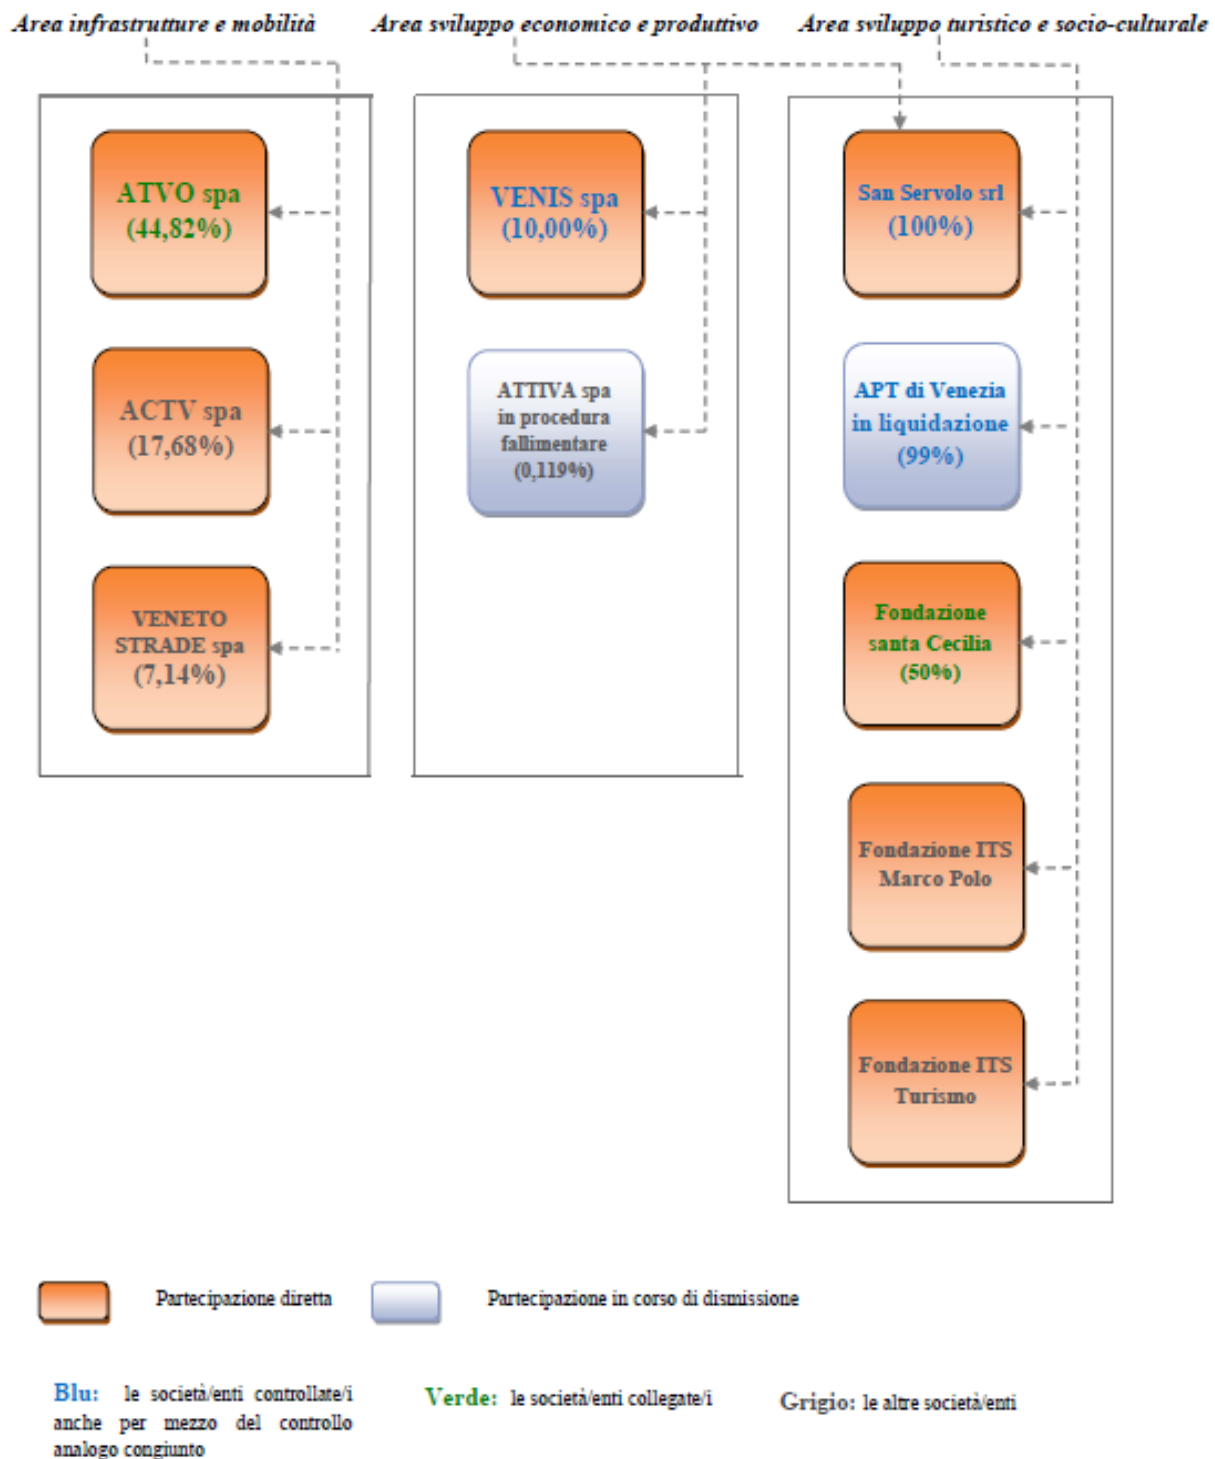 Area infrastrutture e mobilità
Area sviluppo economico e produttivo
Area sviluppo turistico e socio-culturale
ATVO spa
(44,82%)
ACTV spa
(17,68%)
VENETO
STRADE spa
(7,14%)
VENIS spa
(10,00%)
ATTIVA spa
in procedura
fallimentare
(0,119%)
San Servolo srl
(100%)
APT di Venezia
in liquidazione
(99%)
Fondazione
santa Cecilia
(50%)
Fondazione ITS
Marco Polo
Fondazione ITS
Turismo
Partecipazione diretta
Partecipazione in corso di dismissione
Blu: le società/enti controllate/i
anche per mezzo del controllo
analogo congiunto
Verde: le società/enti collegate/i
Grigio: le altre società/enti